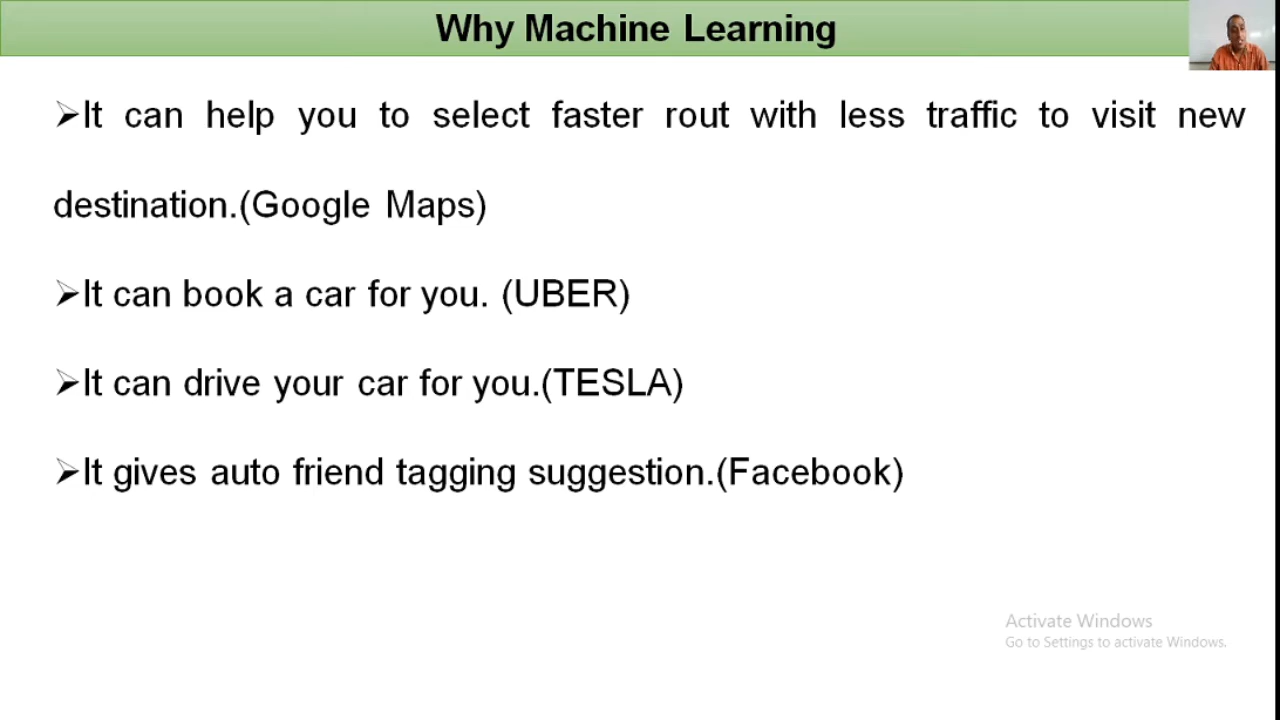 Why Machine Learning
➢It can help you to select faster rout with less traffic to visit new
destination.(Google Maps)
➢It can book a car for you. (UBER)
➢It can drive your car for you.(TESLA)
➢It gives auto friend tagging suggestion.(Facebook)
Activate Windows
Go to Settings to activate Windows.